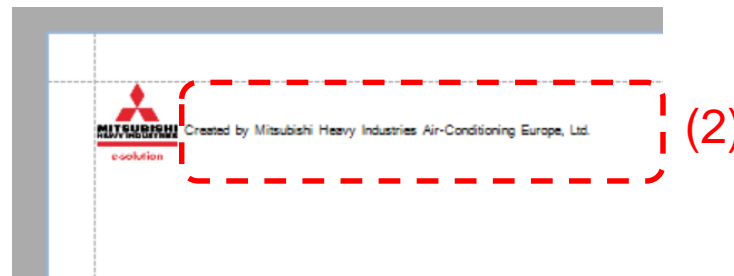 MITSUBISHI
HEAVY INDUSTRIES
e-solution
Created by Mitsubishi Heavy Industries Air-Conditioning Europe, Ltd.
(2)